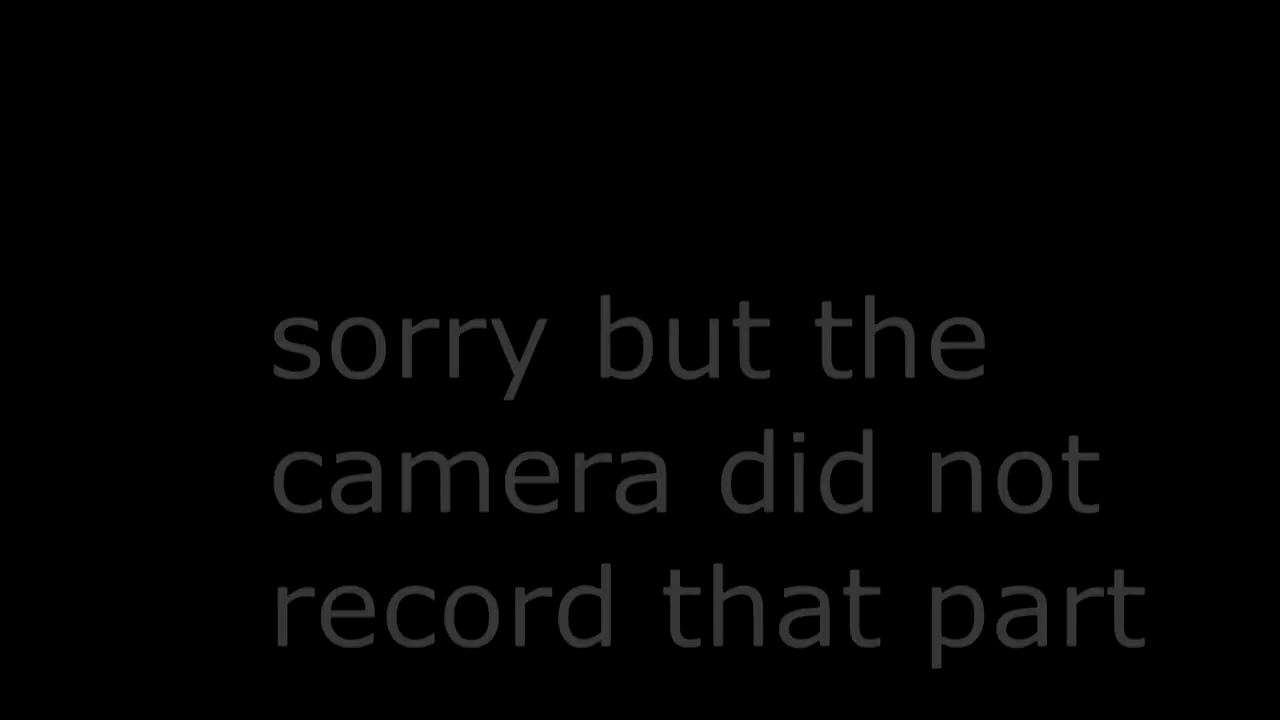 sorry but the
camera did not
record that part